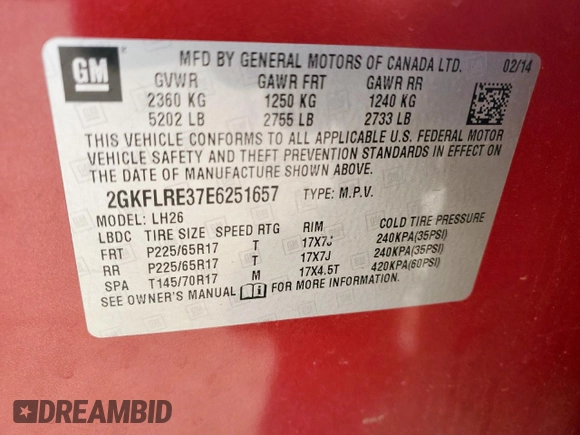 GM
MFD BY GENERAL MOTORS OF CANADA LTD. 02/14
GVWR GAWR FRT GAWR RR
2360 KG 1250 KG 1240 KG
5202 LB 2755 LB 2733 LB
THIS VEHICLE CONFORMS TO ALL APPLICABLE U.S. FEDERAL MOTOR
VEHICLE SAFETY AND THEFT PREVENTION STANDARDS IN EFFECT ON
THE DATE OF MANUFACTURE SHOWN ABOVE.
2GKFLRE37E6251657 TYPE: M.P.V.
MODEL: LH26
LBDC TIRE SIZE SPEED RTG RIM COLD TIRE PRESSURE
FRT P225/65R17 T 17X7J 240KPA(35PSI)
RR P225/65R17 T 17X7J 240KPA(35PSI)
SPA T145/70R17 M 17X4.5T 420KPA(60PSI)
SEE OWNER'S MANUAL FOR MORE INFORMATION.
DREAMBID